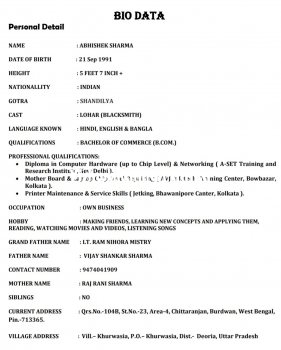 BIO DATA
Personal Detail
NAME : ABHISHEK SHARMA
DATE OF BIRTH : 21 Sep 1991
HEIGHT : 5 FEET 7 INCH +
NATIONALLITY : INDIAN
GOTRA : SHANDILYA
CAST : LOHAR (BLACKSMITH)
LANGUAGE KNOWN : HINDI, ENGLISH & BANGLA
QUALIFICATIONS : BACHELOR OF COMMERCE (B.COM.)
PROFESSIONAL QUALIFICATIONS:
• Diploma in Computer Hardware (up to Chip Level) & Networking ( A-SET Training and
Research Delhi ).
• Mother Board & Center, Bowbazar,
Kolkata ).
• Printer Maintenance & Service Skills ( Jetking, Bhawanipore Canter, Kolkata ).
OCCUPATION : OWN BUSINESS
HOBBY : MAKING FRIENDS, LEARNING NEW CONCEPTS AND APPLYING THEM,
READING, WATCHING MOVIES AND VIDEOS, LISTENING SONGS
GRAND FATHER NAME : LT. RAM NIHORA MISTRY
FATHER NAME : VIJAY SHANKAR SHARMA
CONTACT NUMBER : 9474041909
MOTHER NAME : RAJ RANI SHARMA
SIBLINGS : NO
CURRENT ADDRESS : Qrs.No.-104B, St.No.-23, Area-4, Chittaranjan, Burdwan, West Bengal,
Pin.-713365.
VILLAGE ADDRESS : Vill.– Khurwasia, P.O.– Khurwasia, Dist.- Deoria, Uttar Pradesh